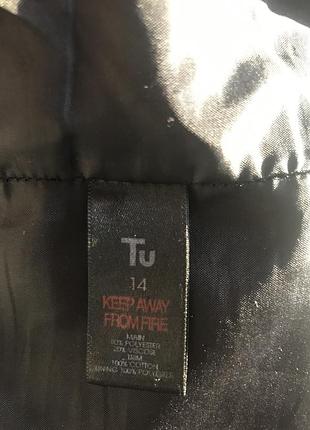 Tu
14
KEEP AWAY
FROM FIRE
MAIN
80% POLYESTER
20% VISCOSE
TRIM
100% COTTON
LINING 100% POLYESTER